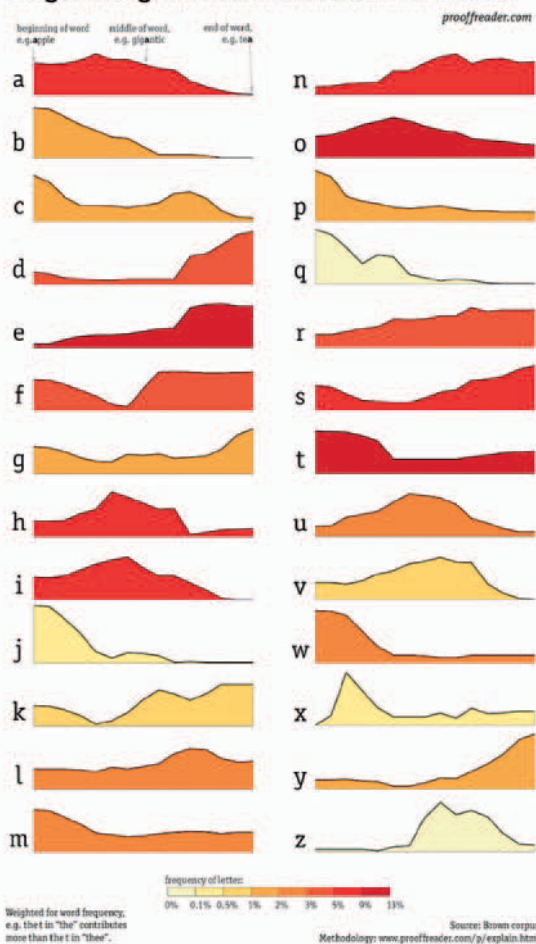 prooffreader.com
beginning of word
e.g.apple
middle of word,
e.g. gigantic
end of word,
e.g. tea
a
b
c
d
e
f
g
h
i
j
k
l
m
n
o
p
q
r
s
t
u
v
w
x
y
z
frequency of letter:
0% 0.1% 0.5% 1% 2% 3% 5% 9% 13%
Weighted for word frequency,
e.g. the t in "the" contributes
more than the t in "thee".
Source: Brown corpu
Methodology: www.prooffreader.com/p/explain.htm